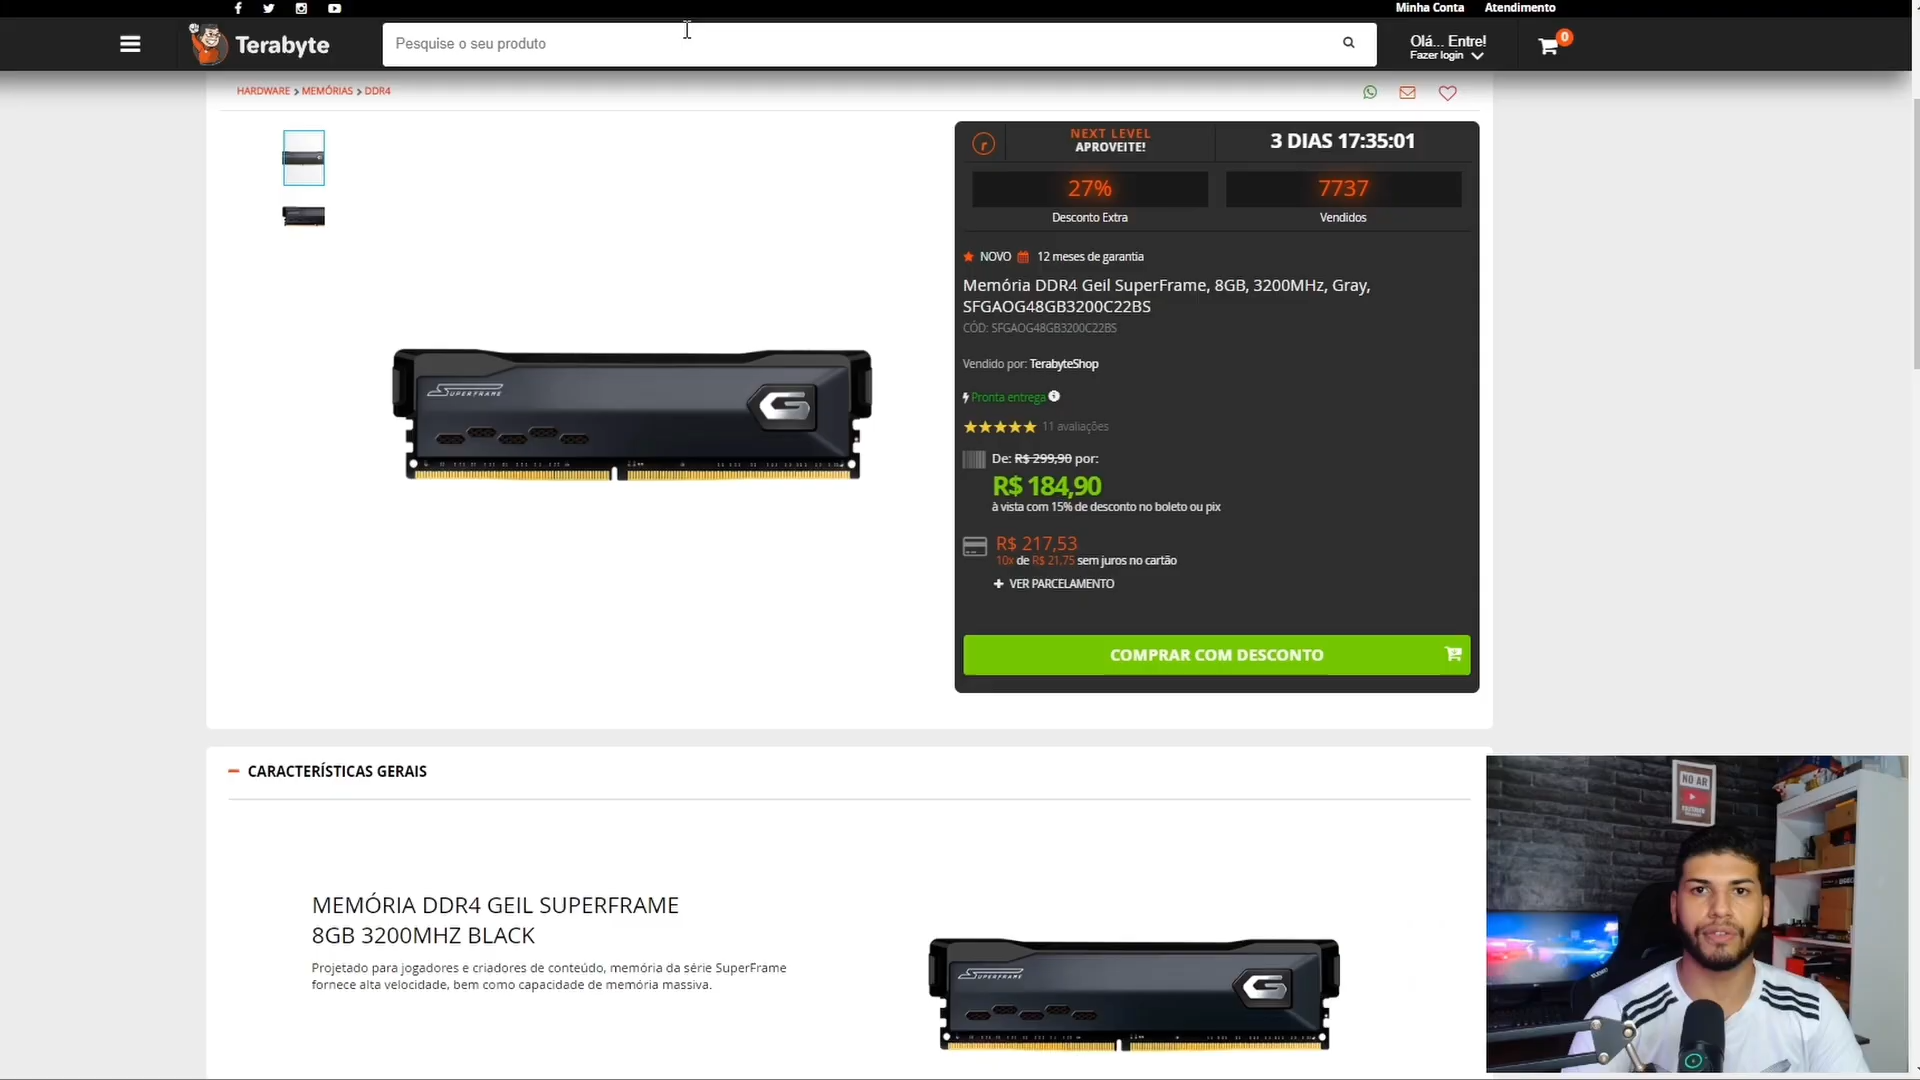 Minha Conta
Atendimento
Terabyte
Pesquise o seu produto
Olá... Entre!
Fazer login
0
HARDWARE > MEMÓRIAS > DDR4
NEXT LEVEL
APROVEITE!
3 DIAS 17:35:01
27%
Desconto Extra
7737
Vendidos
NOVO 12 meses de garantia
Memória DDR4 Geil SuperFrame, 8GB, 3200MHz, Gray,
SFGAOG48GB3200C22BS
CÓD: SFGAOG48GB3200C22BS
Vendido por: TerabyteShop
Pronta entrega
11 avaliações
De: R$ 299,90 por:
R$ 184,90
à vista com 15% de desconto no boleto ou pix
R$ 217,53
10x de R$ 21,75 sem juros no cartão
+ VER PARCELAMENTO
COMPRAR COM DESCONTO
SUPERFRAME
CARACTERÍSTICAS GERAIS
MEMÓRIA DDR4 GEIL SUPERFRAME
8GB 3200MHZ BLACK
Projetado para jogadores e criadores de conteúdo, memória da série SuperFrame
fornece alta velocidade, bem como capacidade de memória massiva.
SUPERFRAME
NO AR